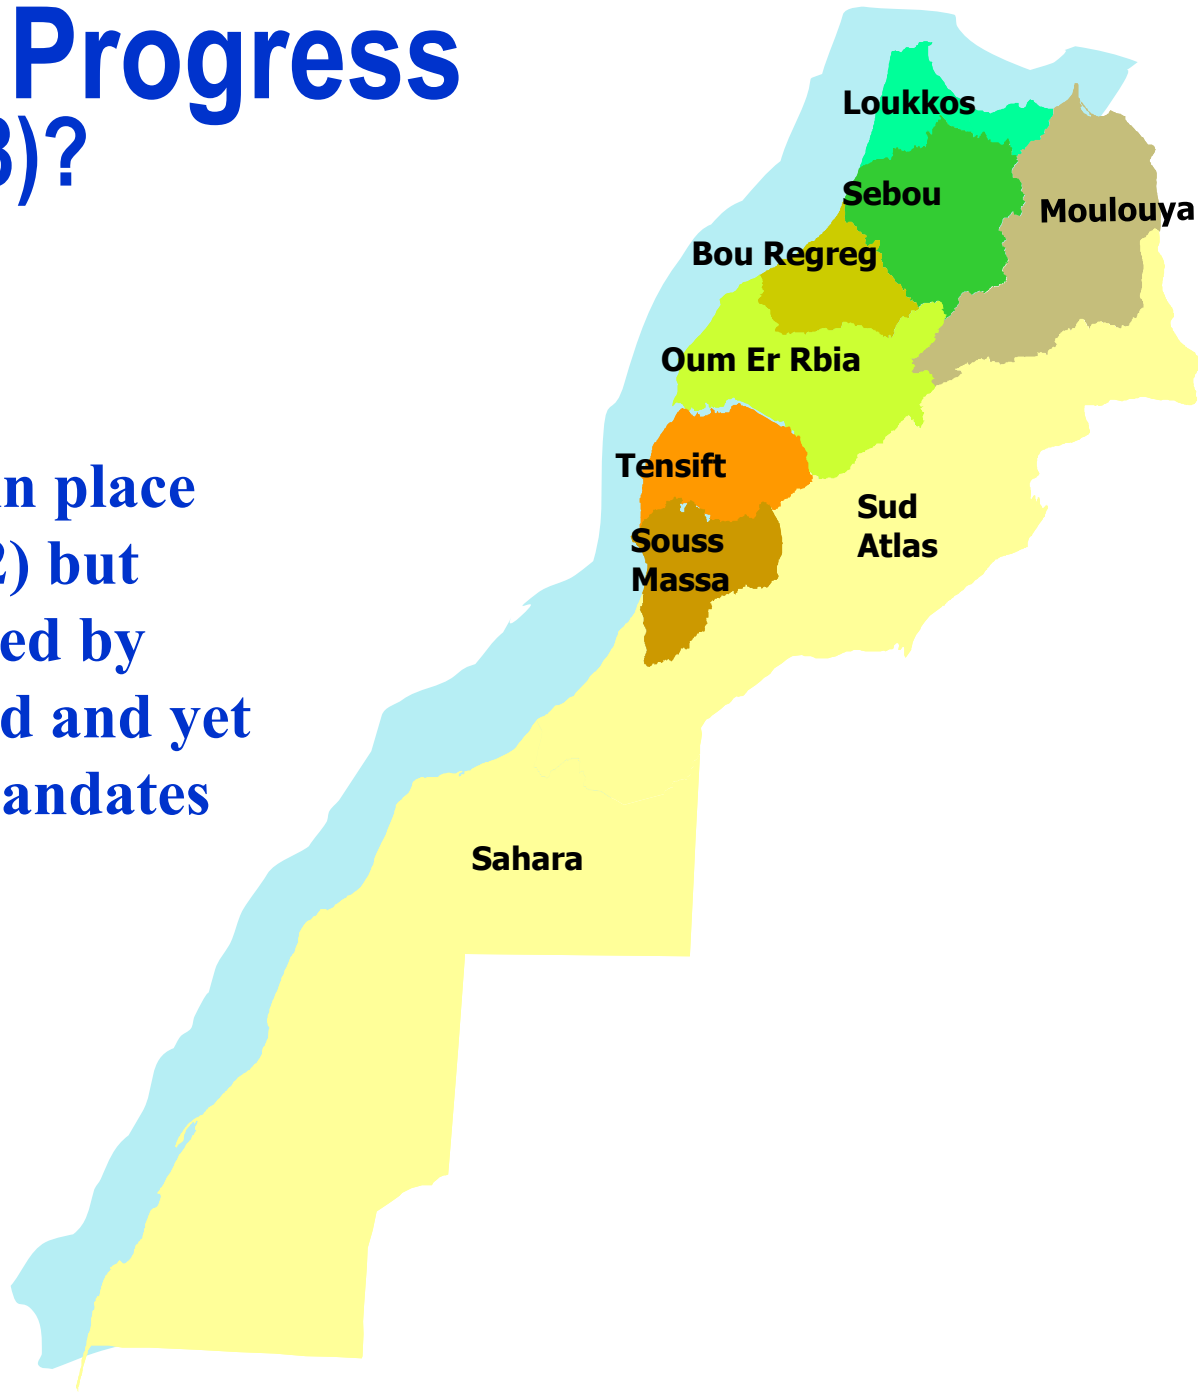 Progress
3)?
in place
2) but
ed by
d and yet
andates
Loukkos
Sebou
Moulouya
Bou Regreg
Oum Er Rbia
Tensift
Sud
Atlas
Souss
Massa
Sahara